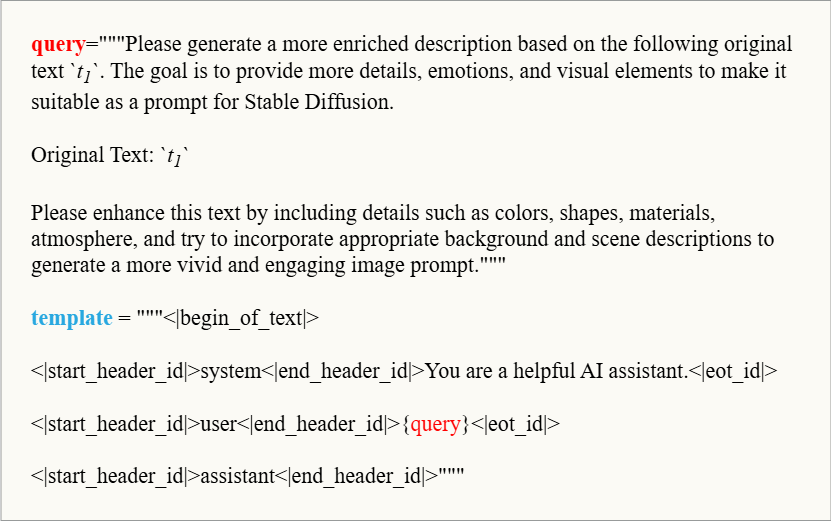 query="""Please generate a more enriched description based on the following original
text `t₁`. The goal is to provide more details, emotions, and visual elements to make it
suitable as a prompt for Stable Diffusion.
Original Text: `t₁`
Please enhance this text by including details such as colors, shapes, materials,
atmosphere, and try to incorporate appropriate background and scene descriptions to
generate a more vivid and engaging image prompt."""
template = """<|begin_of_text|>
<|start_header_id|>system<|end_header_id|>You are a helpful AI assistant.<|eot_id|>
<|start_header_id|>user<|end_header_id|>{query}<|eot_id|>
<|start_header_id|>assistant<|end_header_id|>"""